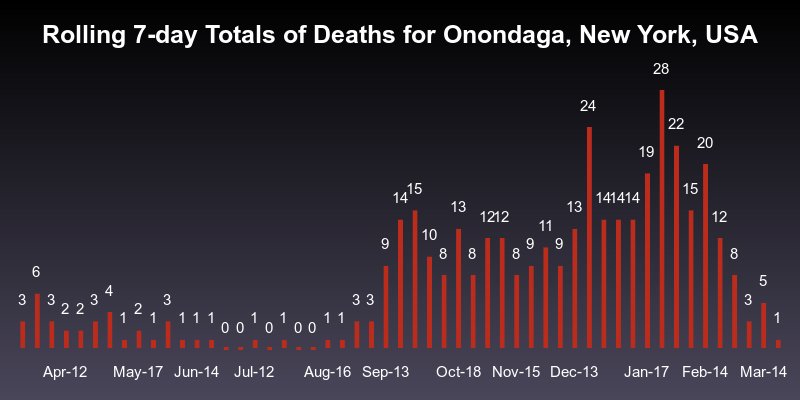 Rolling 7-day Totals of Deaths for Onondaga, New York, USA
3 6 3 2 2 3 4 1 2 1 3 1 1 1 0 0 1 0 1 0 0 1 1 3 3 9 14 15 10 8 13 8 12 12 8 9 11 9 13 24 14 14 14 19 28 22 15 20 12 8 3 5 1
Apr-12 May-17 Jun-14 Jul-12 Aug-16 Sep-13 Oct-18 Nov-15 Dec-13 Jan-17 Feb-14 Mar-14